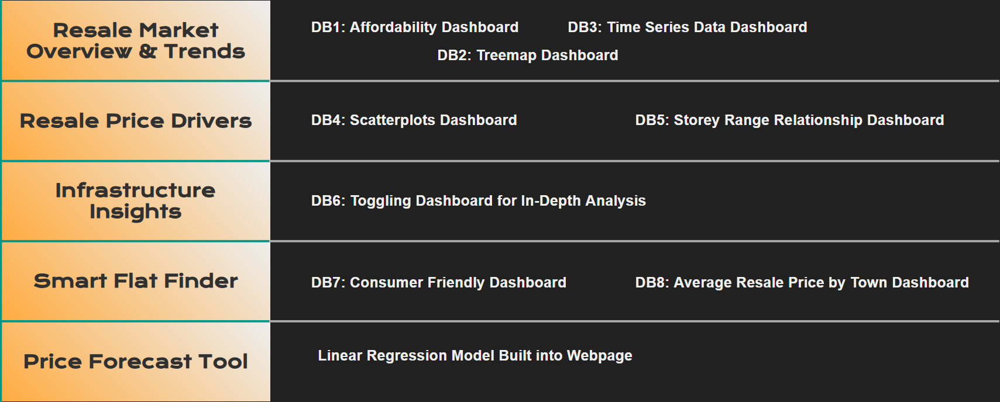 Resale Market
Overview & Trends
DB1: Affordability Dashboard
DB3: Time Series Data Dashboard
DB2: Treemap Dashboard
Resale Price Drivers
DB4: Scatterplots Dashboard
DB5: Storey Range Relationship Dashboard
Infrastructure
Insights
DB6: Toggling Dashboard for In-Depth Analysis
Smart Flat Finder
DB7: Consumer Friendly Dashboard
DB8: Average Resale Price by Town Dashboard
Price Forecast Tool
Linear Regression Model Built into Webpage